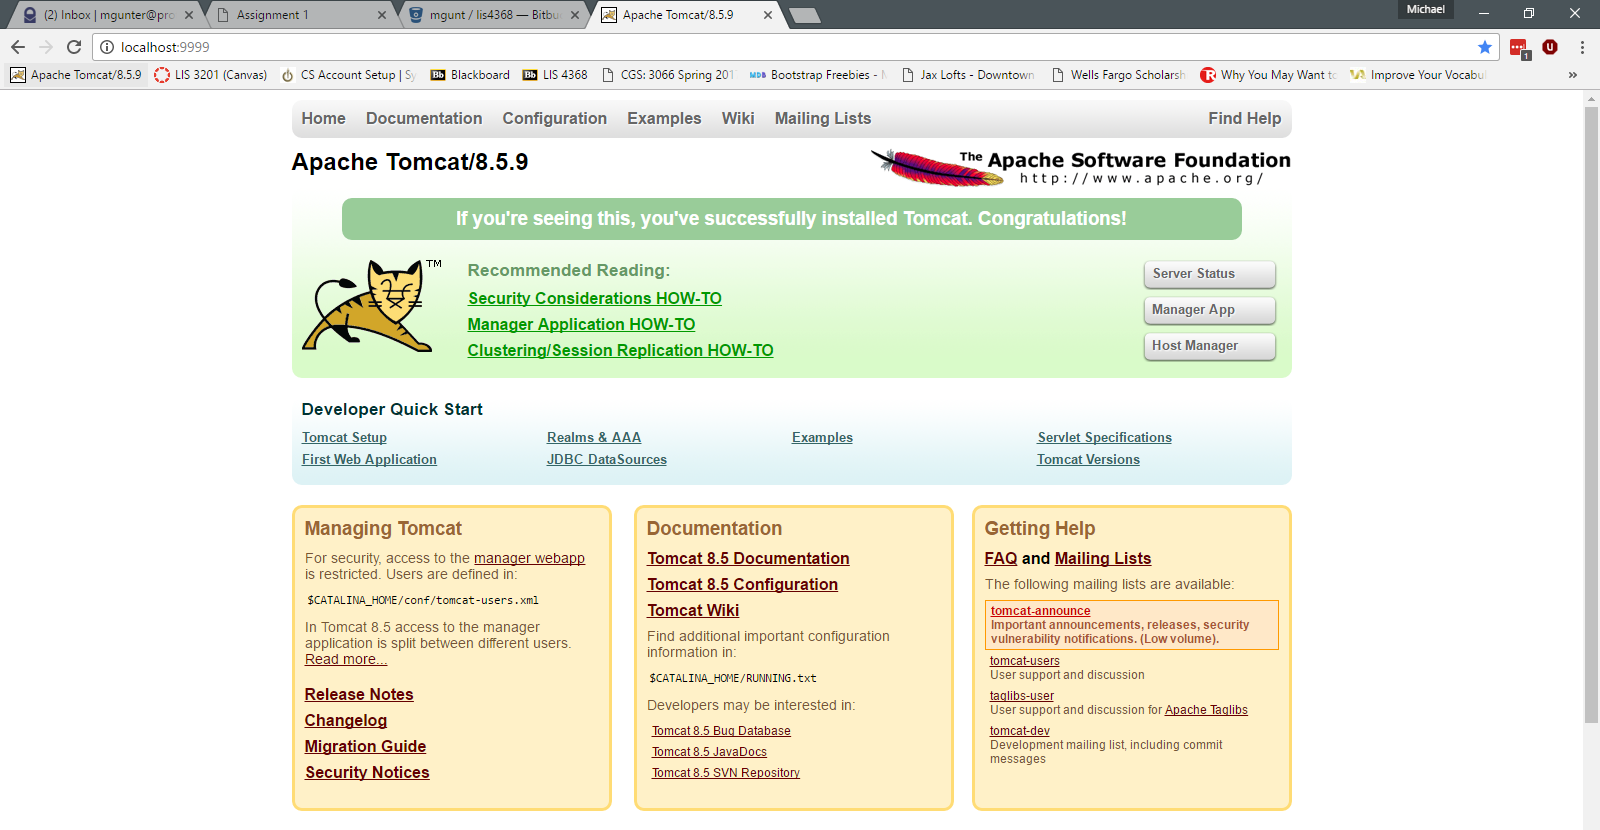 (2) Inbox | mgunter@pro
Assignment 1
mgunt / lis4368 — Bitbu
Apache Tomcat/8.5.9
Michael
localhost:9999
1
Apache Tomcat/8.5.9
LIS 3201 (Canvas)
CS Account Setup | Sy
Bb Blackboard
Bb LIS 4368
CGS: 3066 Spring 201
MDB Bootstrap Freebies -
Jax Lofts - Downtown
Wells Fargo Scholarsh
Why You May Want to
Improve Your Vocabul
»
Home Documentation Configuration Examples Wiki Mailing Lists Find Help
Apache Tomcat/8.5.9
The Apache Software Foundation
http://www.apache.org/
If you're seeing this, you've successfully installed Tomcat. Congratulations!
TM
Recommended Reading:
Security Considerations HOW-TO
Manager Application HOW-TO
Clustering/Session Replication HOW-TO
Server Status
Manager App
Host Manager
Developer Quick Start
Tomcat Setup Realms & AAA Examples Servlet Specifications
First Web Application JDBC DataSources Tomcat Versions
Managing Tomcat
For security, access to the manager webapp
is restricted. Users are defined in:
$CATALINA_HOME/conf/tomcat-users.xml
In Tomcat 8.5 access to the manager
application is split between different users.
Read more...
Release Notes
Changelog
Migration Guide
Security Notices
Documentation
Tomcat 8.5 Documentation
Tomcat 8.5 Configuration
Tomcat Wiki
Find additional important configuration
information in:
$CATALINA_HOME/RUNNING.txt
Developers may be interested in:
Tomcat 8.5 Bug Database
Tomcat 8.5 JavaDocs
Tomcat 8.5 SVN Repository
Getting Help
FAQ and Mailing Lists
The following mailing lists are available:
tomcat-announce
Important announcements, releases, security
vulnerability notifications. (Low volume).
tomcat-users
User support and discussion
taglibs-user
User support and discussion for Apache Taglibs
tomcat-dev
Development mailing list, including commit
messages